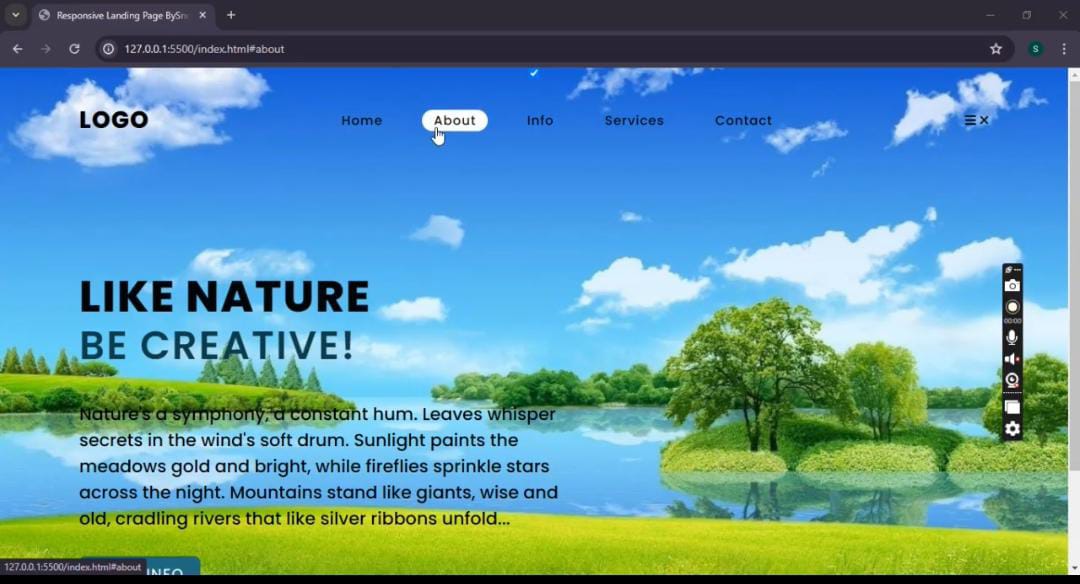 Responsive Landing Page BySn
127.0.0.1:5500/index.html#about
S
LOGO
Home
About
Info
Services
Contact
LIKE NATURE
BE CREATIVE!
00:00
Nature's a symphony, a constant hum. Leaves whisper
secrets in the wind's soft drum. Sunlight paints the
meadows gold and bright, while fireflies sprinkle stars
across the night. Mountains stand like giants, wise and
old, cradling rivers that like silver ribbons unfold...
127.0.0.1:5500/index.html#about
INFO